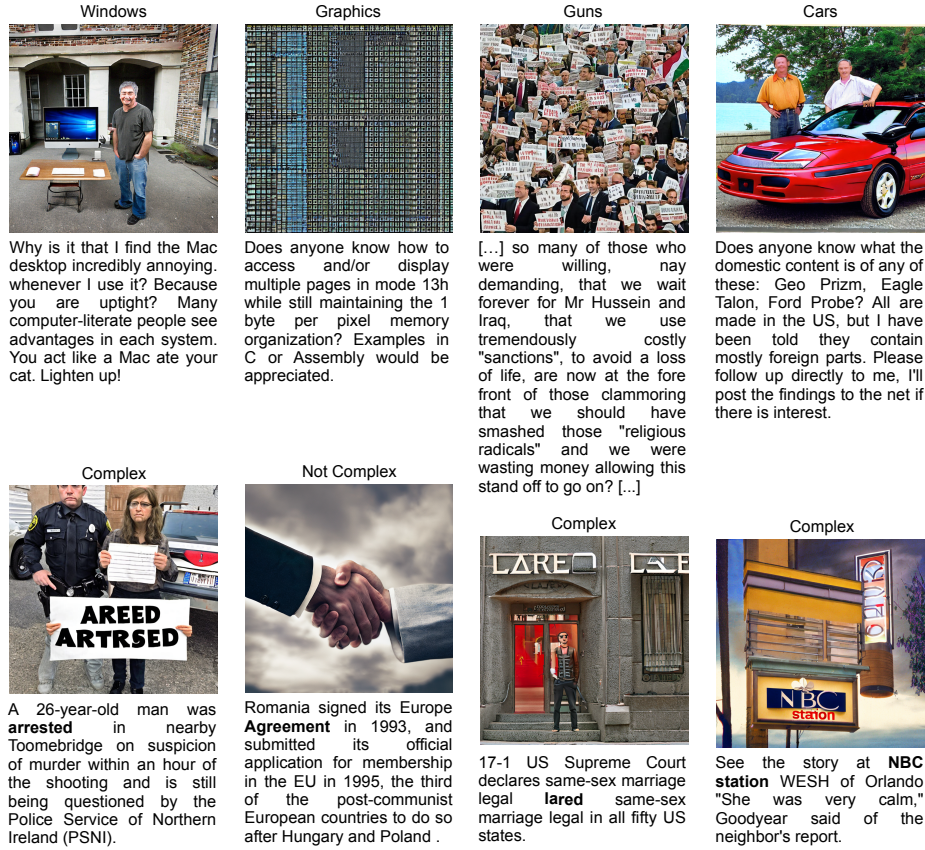 Windows
Why is it that I find the Mac
desktop incredibly annoying.
whenever I use it? Because
you are uptight? Many
computer-literate people see
advantages in each system.
You act like a Mac ate your
cat. Lighten up!
Graphics
Does anyone know how to
access and/or display
multiple pages in mode 13h
while still maintaining the 1
byte per pixel memory
organization? Examples in
C or Assembly would be
appreciated.
Guns
[...] so many of those who
were willing, nay
demanding, that we wait
forever for Mr Hussein and
Iraq, that we use
tremendously costly
"sanctions", to avoid a loss
of life, are now at the fore
front of those clammoring
that we should have
smashed those "religious
radicals" and we were
wasting money allowing this
stand off to go on? [...]
Cars
Does anyone know what the
domestic content is of any of
these: Geo Prizm, Eagle
Talon, Ford Probe? All are
made in the US, but I have
been told they contain
mostly foreign parts. Please
follow up directly to me, I'll
post the findings to the net if
there is interest.
Complex
AREED
ARTRSED
A 26-year-old man was
arrested in nearby
Toomebridge on suspicion
of murder within an hour of
the shooting and is still
being questioned by the
Police Service of Northern
Ireland (PSNI).
Not Complex
Romania signed its Europe
Agreement in 1993, and
submitted its official
application for membership
in the EU in 1995, the third
of the post-communist
European countries to do so
after Hungary and Poland .
Complex
LARE
17-1 US Supreme Court
declares same-sex marriage
legal lared same-sex
marriage legal in all fifty US
states.
Complex
NBC
station
See the story at NBC
station WESH of Orlando
"She was very calm,"
Goodyear said of the
neighbor's report.